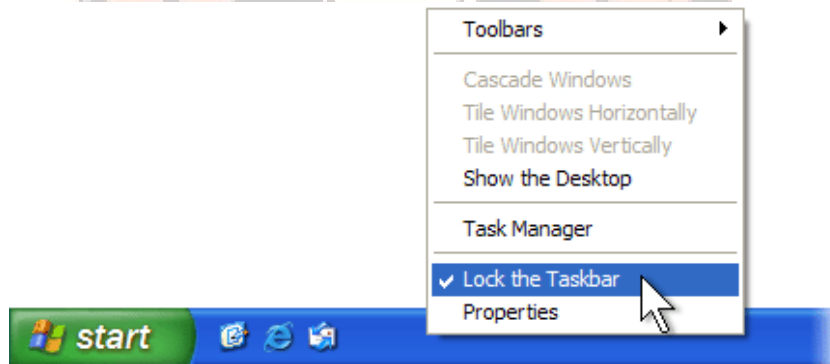 Toolbars
Cascade Windows
Tile Windows Horizontally
Tile Windows Vertically
Show the Desktop
Task Manager
Lock the Taskbar
Properties
start